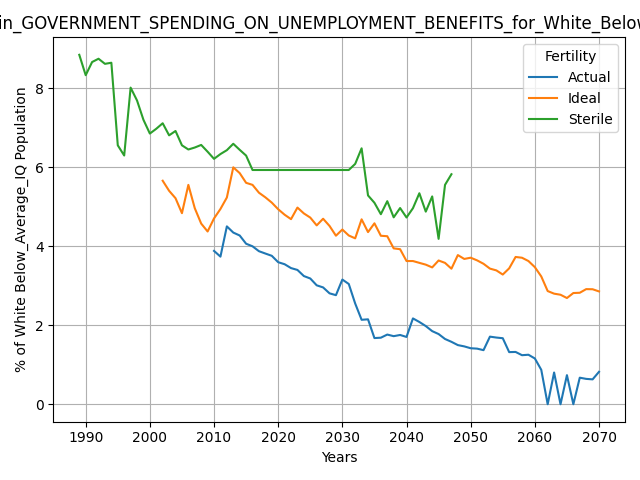 in_GOVERNMENT_SPENDING_ON_UNEMPLOYMENT_BENEFITS_for_White_Below
% of White Below_Average_IQ Population
8
6
4
2
0
Fertility
Actual
Ideal
Sterile
1990 2000 2010 2020 2030 2040 2050 2060 2070
Years